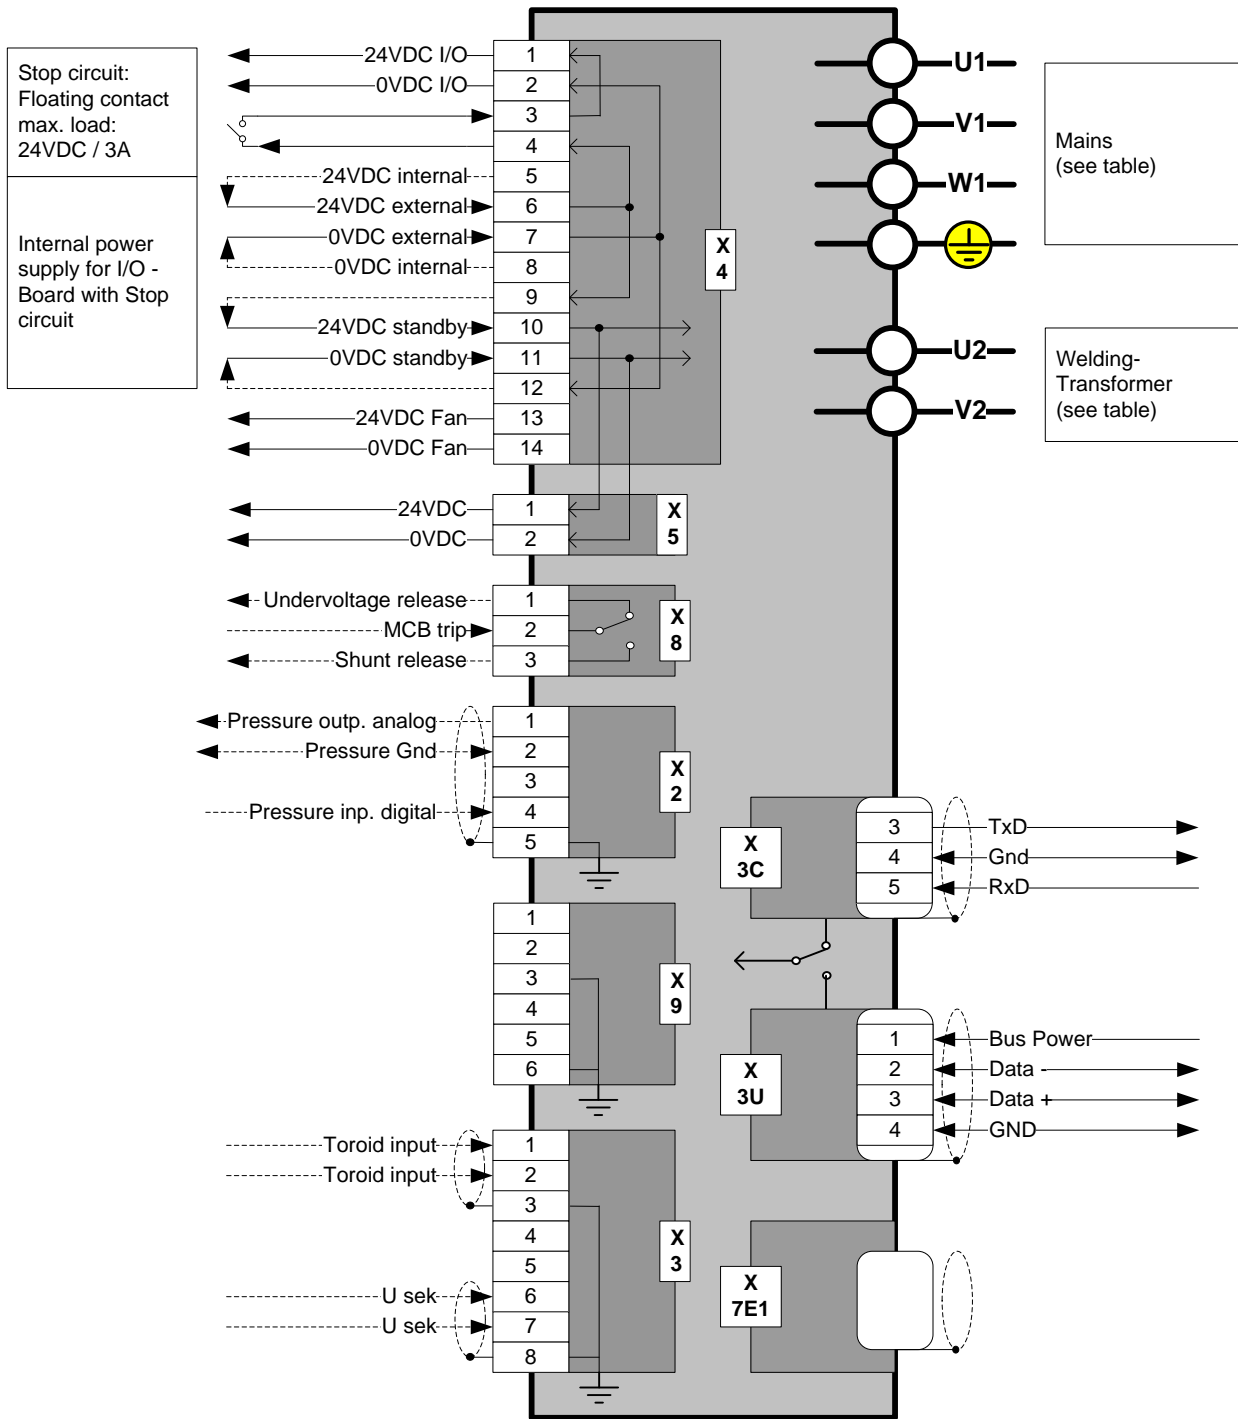 Stop circuit:
Floating contact
max. load:
24VDC / 3A
Internal power
supply for I/O -
Board with Stop
circuit
24VDC I/O 1
0VDC I/O 2
3
4
24VDC internal 5
24VDC external 6
0VDC external 7
0VDC internal 8
9
24VDC standby 10
0VDC standby 11
12
24VDC Fan 13
0VDC Fan 14
X
4
24VDC 1
0VDC 2
X
5
Undervoltage release 1
MCB trip 2
Shunt release 3
X
8
Pressure outp. analog 1
Pressure Gnd 2
3
Pressure inp. digital 4
5
X
2
1
2
3
4
5
6
X
9
Toroid input 1
Toroid input 2
3
4
5
U sek 6
U sek 7
8
X
3
U1
V1
W1
Mains
(see table)
U2
V2
Welding-
Transformer
(see table)
X
3C
3 TxD
4 Gnd
5 RxD
X
3U
1 Bus Power
2 Data -
3 Data +
4 GND
X
7E1